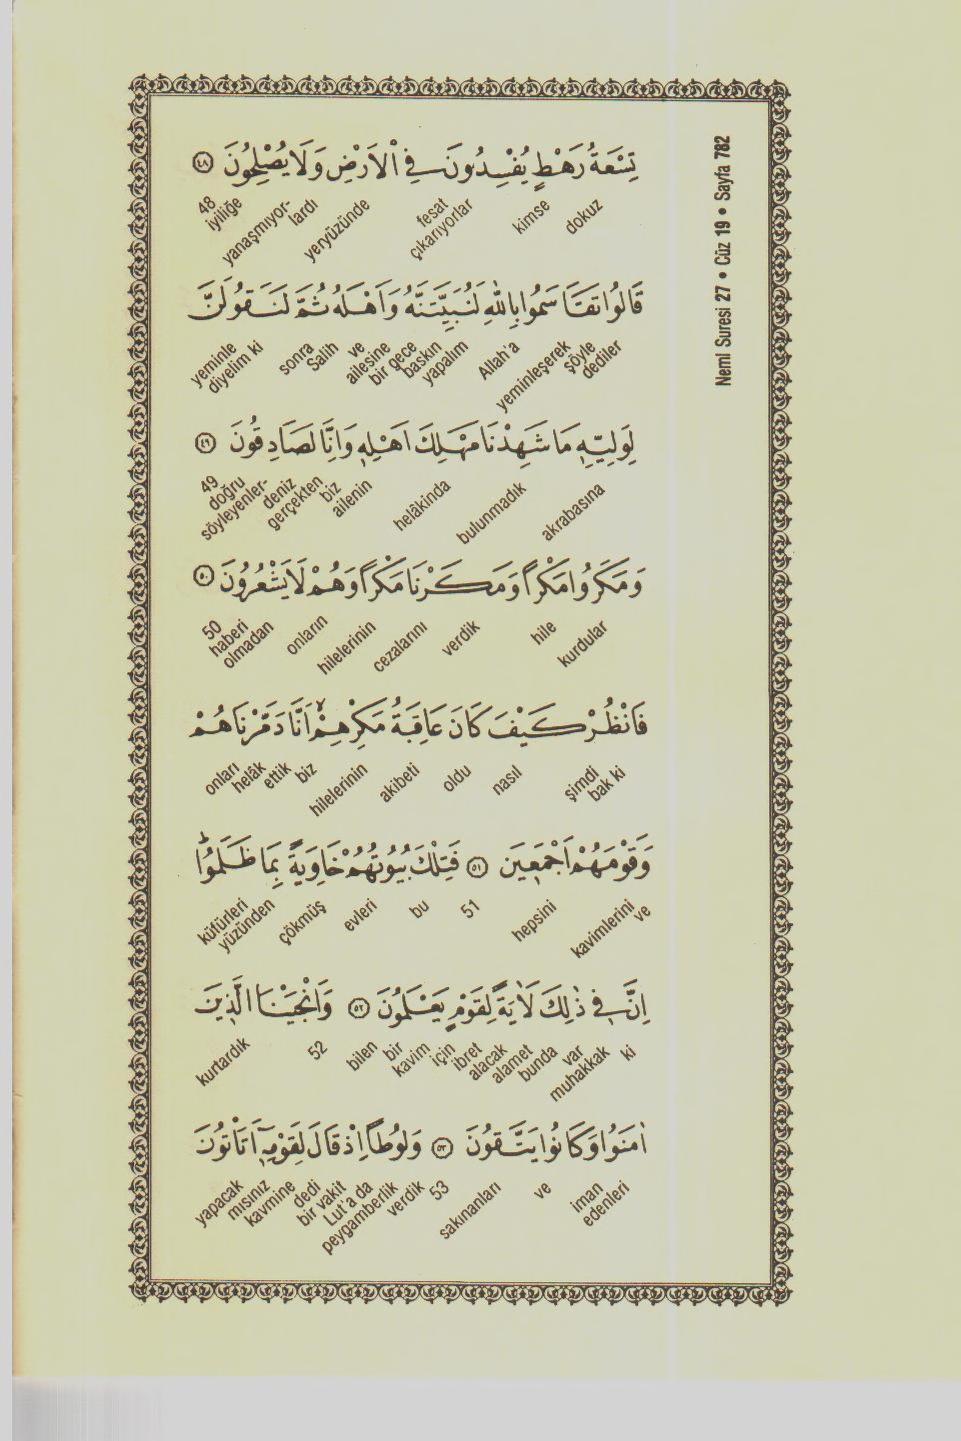 Neml Suresi 27 • Cüz 19 • Sayfa 782
تِسْعَةُ رَهْطٍ يُفْسِدُونَ فِي الْاَرْضِ وَلَا يُصْلِحُونَ ﴿٤٨﴾
dokuz kimse fesat çıkarıyorlar yeryüzünde yanaşmıyor-lardı iyiliğe 48
قَالُوا تَقَاسَمُوا بِاللّٰهِ لَنُبَيِّتَنَّهُ وَاَهْلَهُ ثُمَّ لَنَقُولَنَّ
şöyle dediler yeminleşerek Allah'a baskın yapalım bir gece ailesine ve Salih sonra yeminle diyelim ki
لِوَلِيِّهِ مَا شَهِدْنَا مَهْلِكَ اَهْلِهِ وَاِنَّا لَصَادِقُونَ ﴿٤٩﴾
akrabasına bulunmadık helâkinda ailenin biz gerçekten doğru söyleyenler-deniz 49
وَمَكَرُوا مَكْرًا وَمَكَرْنَا مَكْرًا وَهُمْ لَا يَشْعُرُونَ ﴿٥٠﴾
kurdular hile verdik cezalarını hilelerinin onların haberi olmadan 50
فَانْظُرْ كَيْفَ كَانَ عَاقِبَةُ مَكْرِهِمْ اَنَّا دَمَّرْنَاهُمْ
şimdi bak ki nasıl oldu akibeti hilelerinin biz helâk ettik onları
وَقَوْمَهُمْ اَجْمَعِينَ ﴿٥١﴾ فَتِلْكَ بُيُوتُهُمْ خَاوِيَةً بِمَا ظَلَمُوا
ve kavimlerini hepsini 51 bu evleri çökmüş küfürleri yüzünden
اِنَّ فِي ذٰلِكَ لَاٰيَةً لِقَوْمٍ يَعْلَمُونَ ﴿٥٢﴾ وَاَنْجَيْنَا الَّذِينَ
ki muhakkak var bunda alamet alacak ibret için kavim bir bilen 52 kurtardık
اٰمَنُوا وَكَانُوا يَتَّقُونَ ﴿٥٣﴾ وَلُوطًا اِذْ قَالَ لِقَوْمِهِ اَتَأْتُونَ
iman edenleri ve sakınanları 53 peygamberlik verdik Lut'a da bir vakit dedi kavmine yapacak mısınız